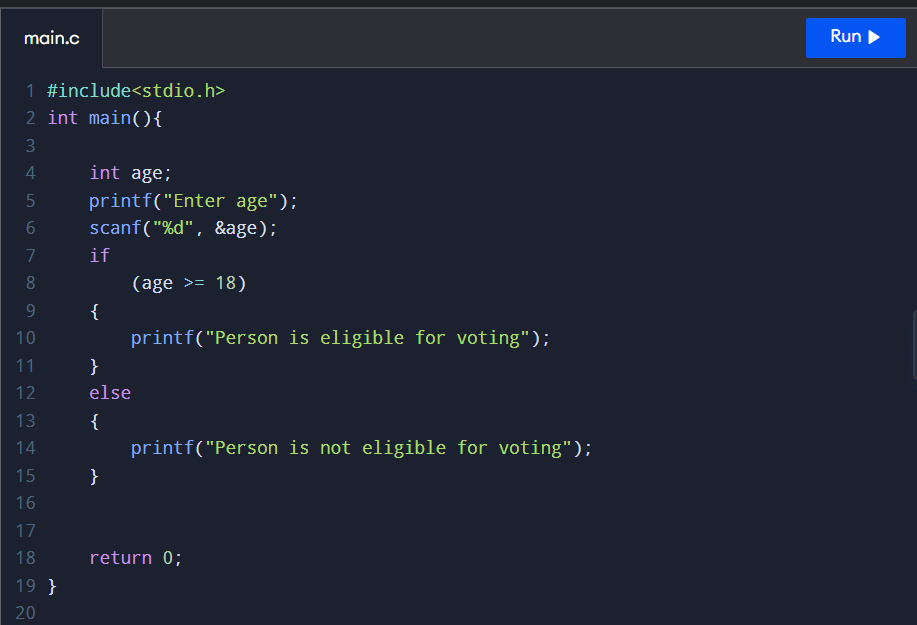 main.c
Run
1 #include<stdio.h>
2 int main(){
3
4     int age;
5     printf("Enter age");
6     scanf("%d", &age);
7     if
8         (age >= 18)
9     {
10         printf("Person is eligible for voting");
11     }
12     else
13     {
14         printf("Person is not eligible for voting");
15     }
16
17
18     return 0;
19 }
20